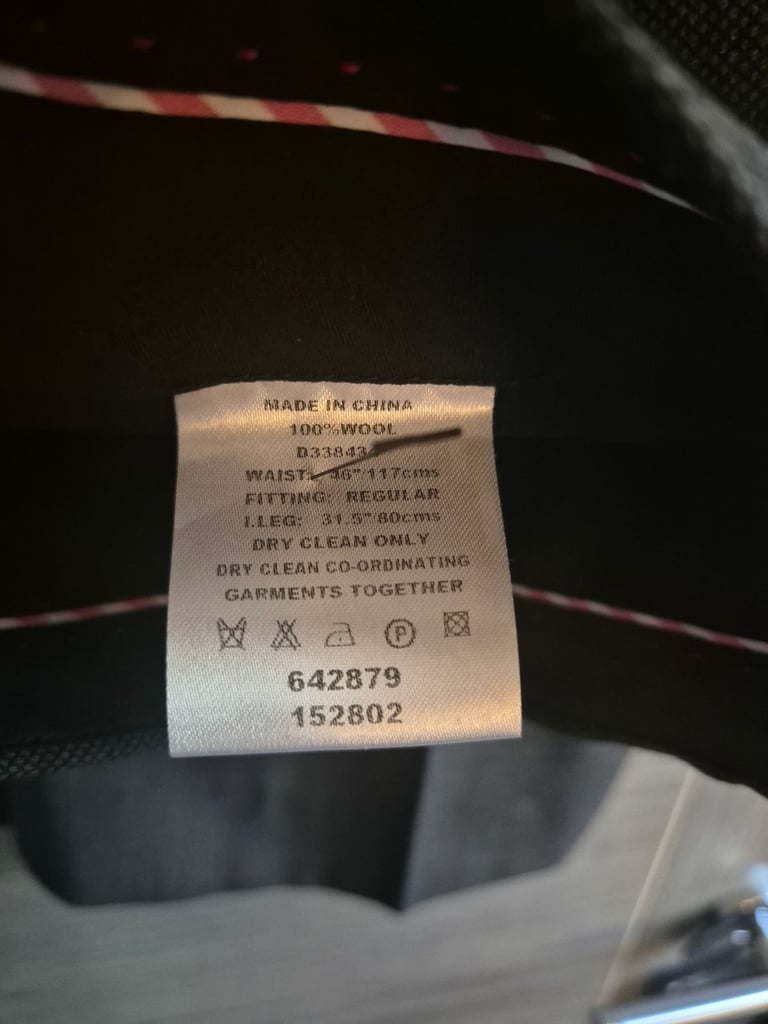 MADE IN CHINA
100%WOOL
WAIST: 46"/117cms
FITTING: REGULAR
I.LEG: 31.5"/80cms
DRY CLEAN ONLY
DRY CLEAN CO-ORDINATING
GARMENTS TOGETHER
P
642879
152802